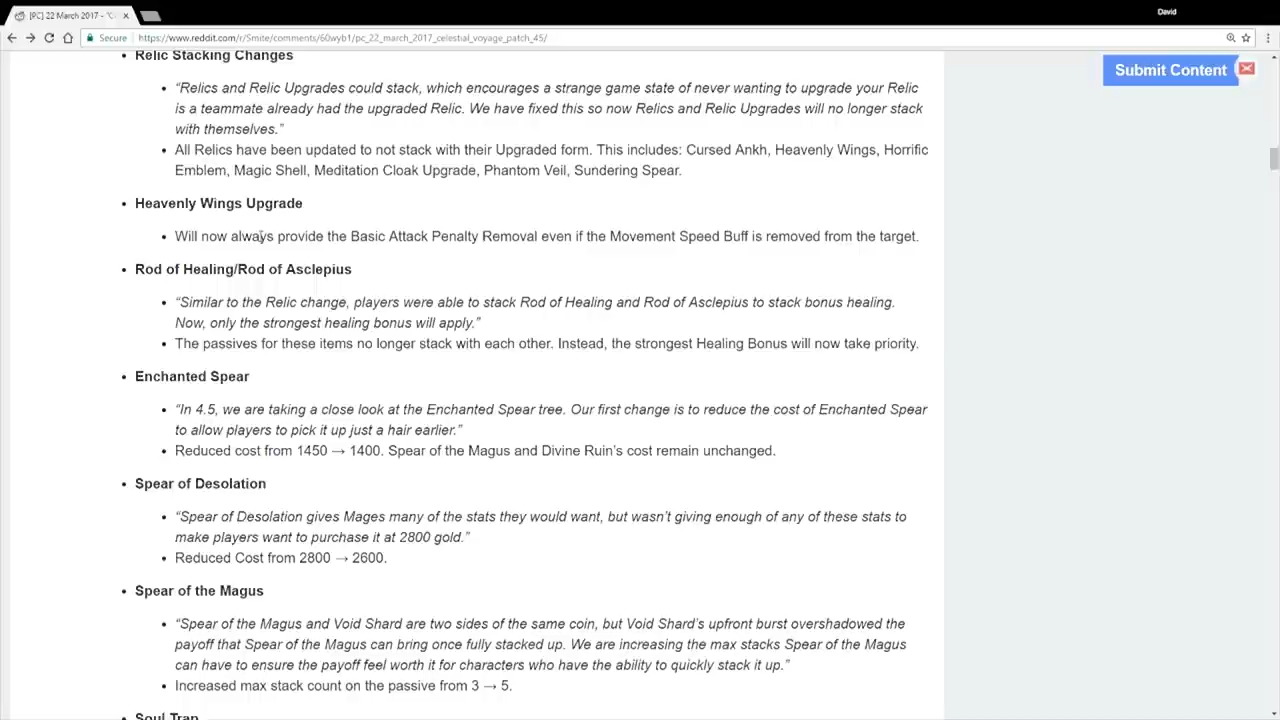 [PC] 22 March 2017 - "C
David
Secure
https://www.reddit.com/r/Smite/comments/60wyb1/pc_22_march_2017_celestial_voyage_patch_45/
Submit Content
• Relic Stacking Changes
• “Relics and Relic Upgrades could stack, which encourages a strange game state of never wanting to upgrade your Relic
is a teammate already had the upgraded Relic. We have fixed this so now Relics and Relic Upgrades will no longer stack
with themselves.”
• All Relics have been updated to not stack with their Upgraded form. This includes: Cursed Ankh, Heavenly Wings, Horrific
Emblem, Magic Shell, Meditation Cloak Upgrade, Phantom Veil, Sundering Spear.
• Heavenly Wings Upgrade
• Will now always provide the Basic Attack Penalty Removal even if the Movement Speed Buff is removed from the target.
• Rod of Healing/Rod of Asclepius
• “Similar to the Relic change, players were able to stack Rod of Healing and Rod of Asclepius to stack bonus healing.
Now, only the strongest healing bonus will apply.”
• The passives for these items no longer stack with each other. Instead, the strongest Healing Bonus will now take priority.
• Enchanted Spear
• “In 4.5, we are taking a close look at the Enchanted Spear tree. Our first change is to reduce the cost of Enchanted Spear
to allow players to pick it up just a hair earlier.”
• Reduced cost from 1450 → 1400. Spear of the Magus and Divine Ruin’s cost remain unchanged.
• Spear of Desolation
• “Spear of Desolation gives Mages many of the stats they would want, but wasn’t giving enough of any of these stats to
make players want to purchase it at 2800 gold.”
• Reduced Cost from 2800 → 2600.
• Spear of the Magus
• “Spear of the Magus and Void Shard are two sides of the same coin, but Void Shard’s upfront burst overshadowed the
payoff that Spear of the Magus can bring once fully stacked up. We are increasing the max stacks Spear of the Magus
can have to ensure the payoff feel worth it for characters who have the ability to quickly stack it up.”
• Increased max stack count on the passive from 3 → 5.
• Soul Trap